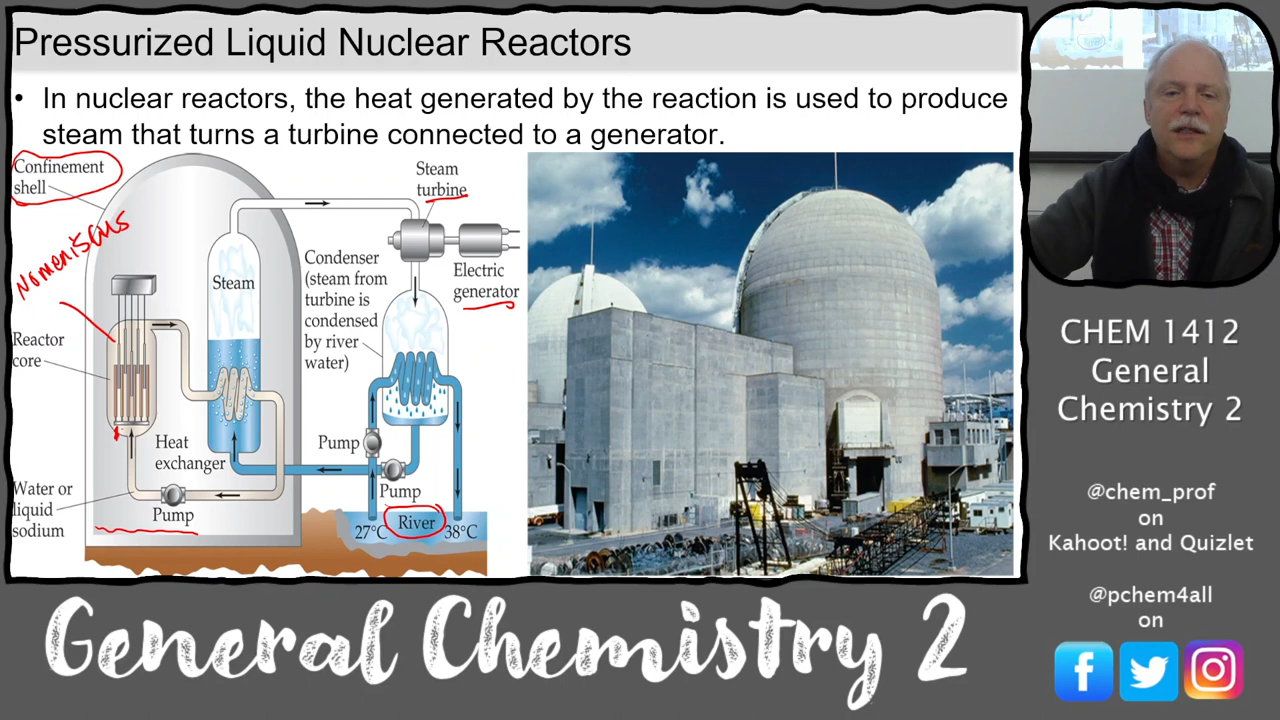 Pressurized Liquid Nuclear Reactors
• In nuclear reactors, the heat generated by the reaction is used to produce
steam that turns a turbine connected to a generator.
Confinement
shell
Nomeniscus
Reactor
core
Water or
liquid
sodium
Steam
Heat
exchanger
Pump
Steam
turbine
Condenser
(steam from
turbine is
condensed
by river
water)
Electric
generator
Pump
Pump
27°C
River
38°C
River
CHEM 1412
General
Chemistry 2
@chem_prof
on
Kahoot! and Quizlet
@pchem4all
on
General Chemistry 2